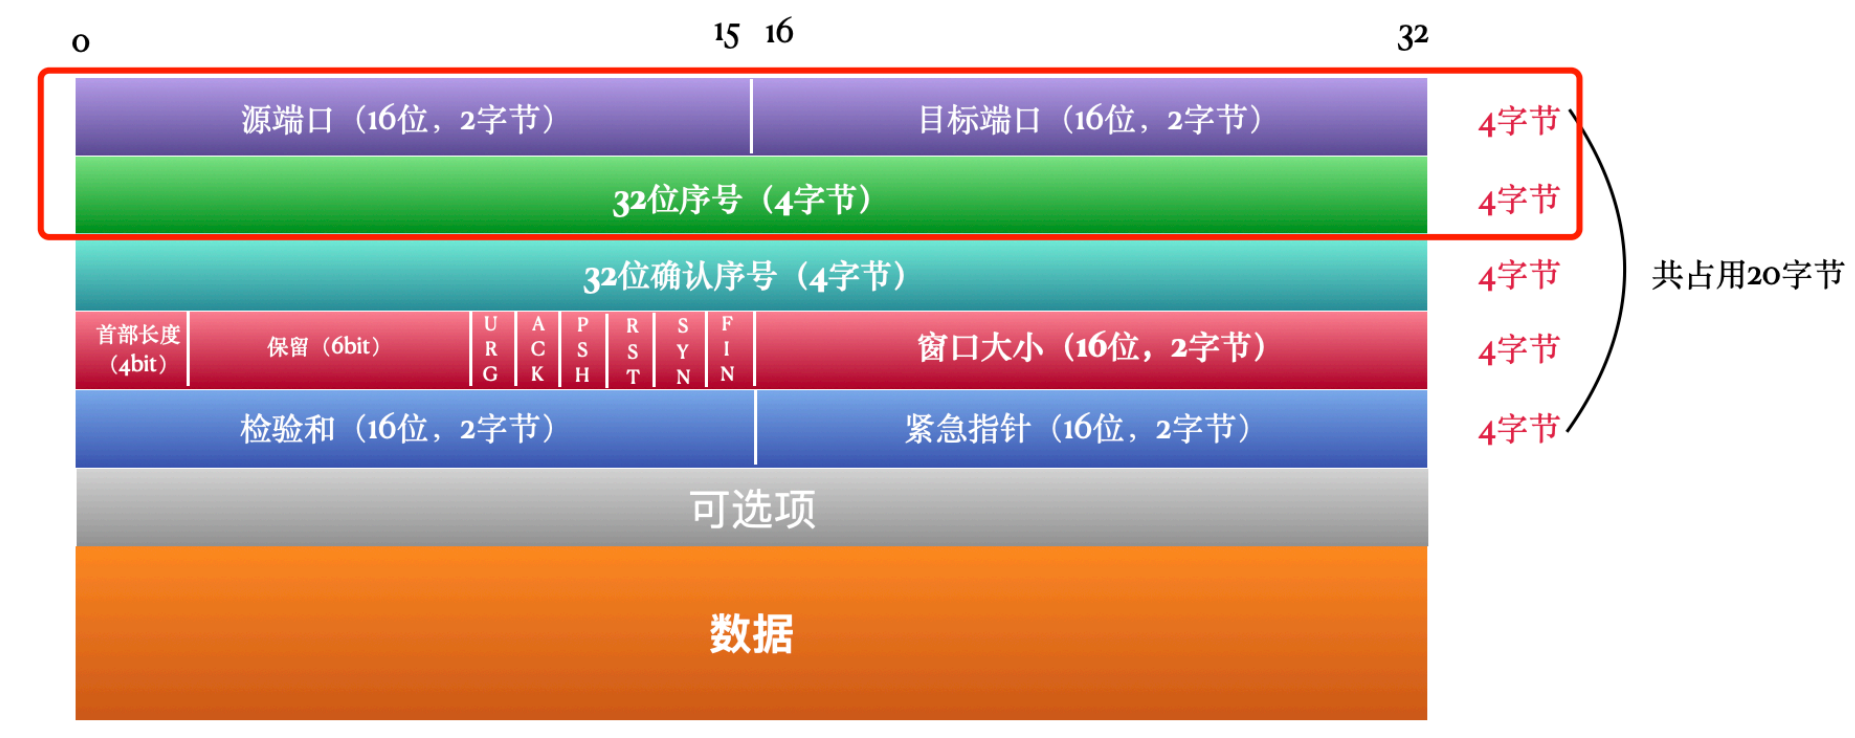 0 15 16 32
源端口（16位，2字节） 目标端口（16位，2字节） 4字节
32位序号（4字节） 4字节
32位确认序号（4字节） 4字节
共占用20字节
首部长度
（4bit）
保留（6bit）
URG
ACK
PSH
RST
SYN
FIN
窗口大小（16位，2字节） 4字节
检验和（16位，2字节） 紧急指针（16位，2字节） 4字节
可选项
数据